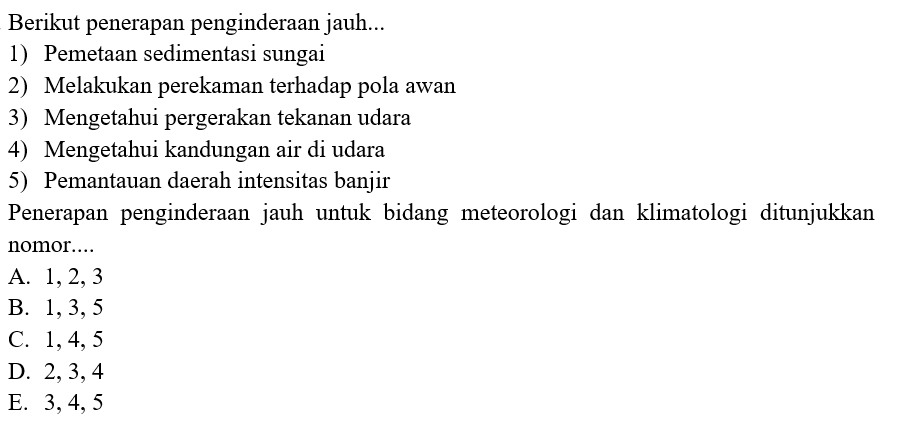 Berikut penerapan penginderaan jauh...
1) Pemetaan sedimentasi sungai
2) Melakukan perekaman terhadap pola awan
3) Mengetahui pergerakan tekanan udara
4) Mengetahui kandungan air di udara
5) Pemantauan daerah intensitas banjir
Penerapan penginderaan jauh untuk bidang meteorologi dan klimatologi ditunjukkan
nomor....
A. 1, 2, 3
B. 1, 3, 5
C. 1, 4, 5
D. 2, 3, 4
E. 3, 4, 5